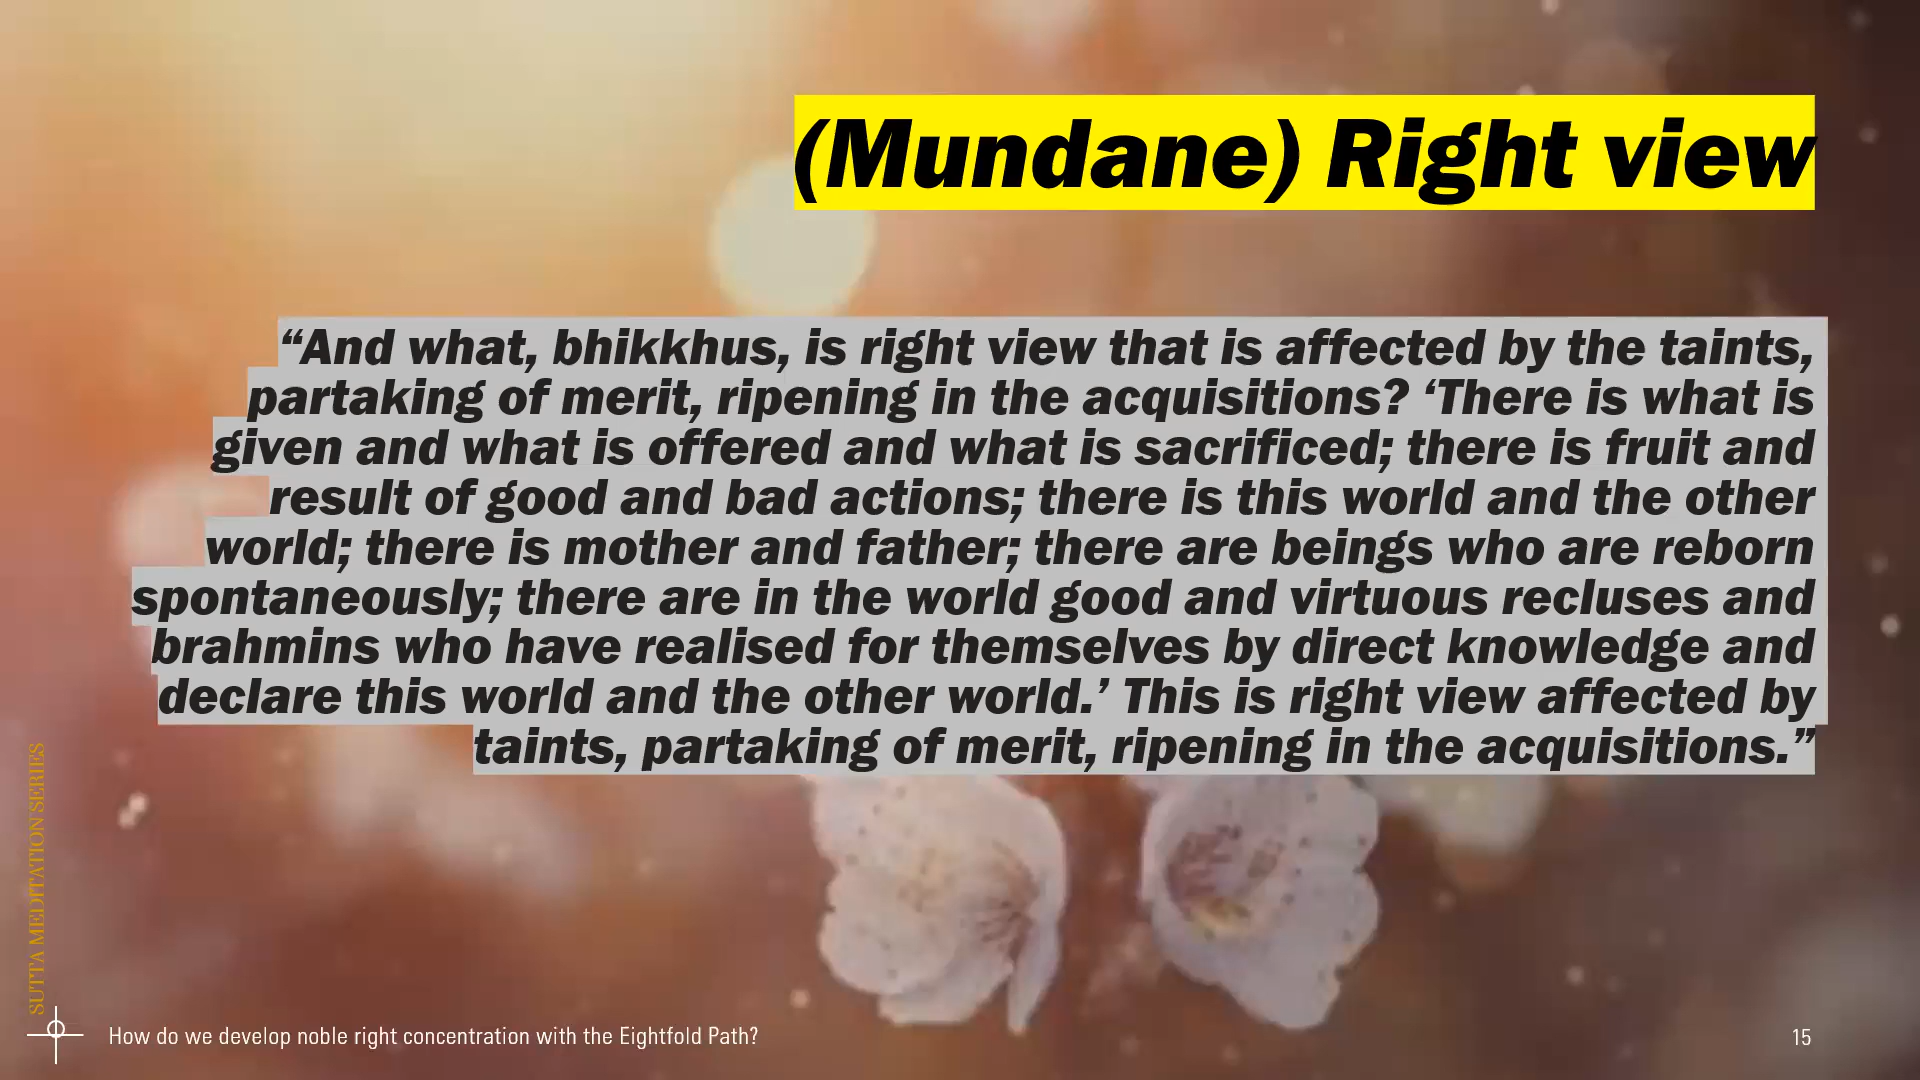 (Mundane) Right view
“And what, bhikkhus, is right view that is affected by the taints,
partaking of merit, ripening in the acquisitions? ‘There is what is
given and what is offered and what is sacrificed; there is fruit and
result of good and bad actions; there is this world and the other
world; there is mother and father; there are beings who are reborn
spontaneously; there are in the world good and virtuous recluses and
brahmins who have realised for themselves by direct knowledge and
declare this world and the other world.’ This is right view affected by
taints, partaking of merit, ripening in the acquisitions.”
SUTTA MEDITATION SERIES
How do we develop noble right concentration with the Eightfold Path?
15